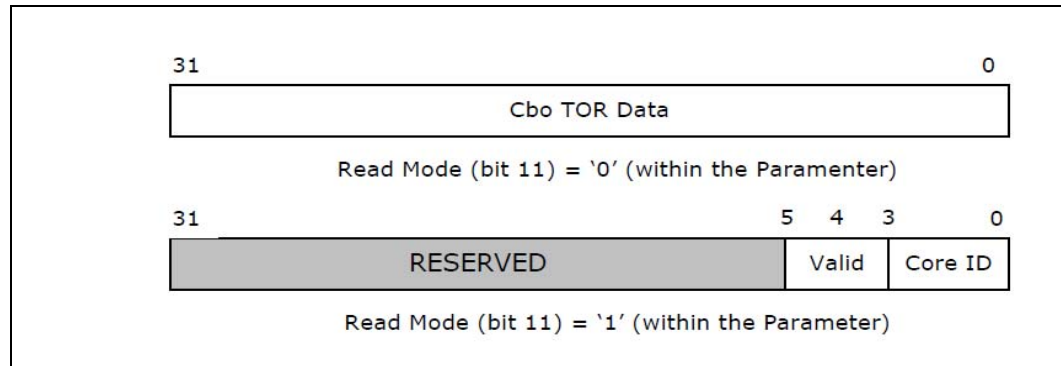 31 0
Cbo TOR Data
Read Mode (bit 11) = ‘0’ (within the Paramenter)
31 5 4 3 0
RESERVED Valid Core ID
Read Mode (bit 11) = ‘1’ (within the Parameter)